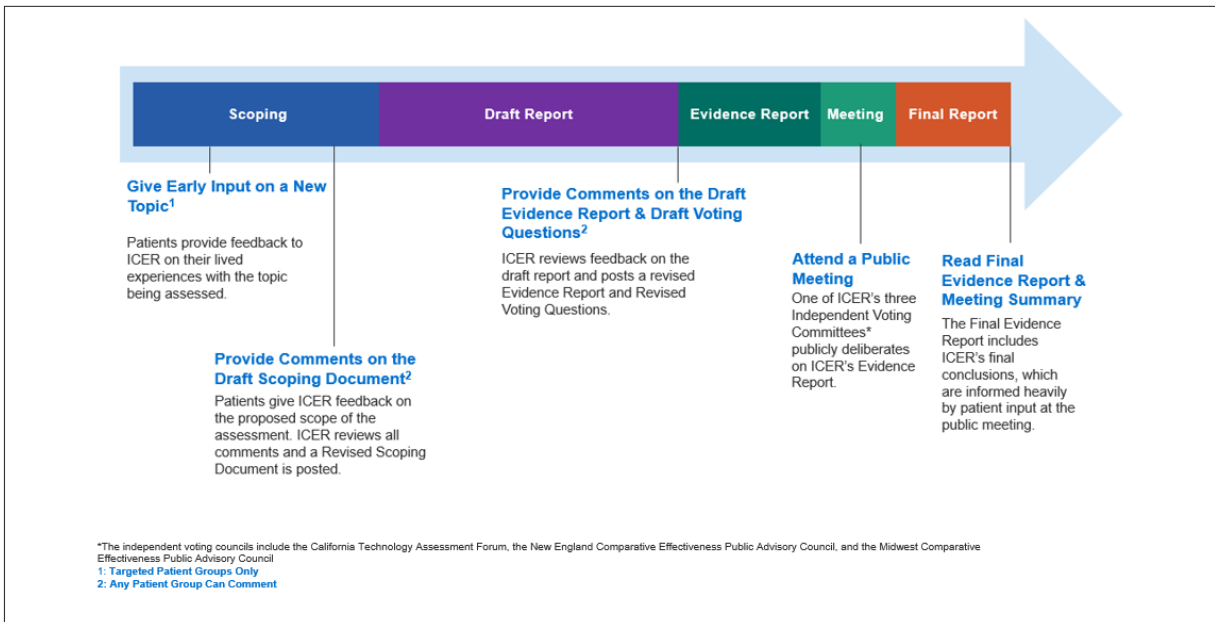 Scoping
Draft Report
Evidence Report
Meeting
Final Report
Give Early Input on a New
Topic1
Patients provide feedback to
ICER on their lived
experiences with the topic
being assessed.
Provide Comments on the
Draft Scoping Document2
Patients give ICER feedback on
the proposed scope of the
assessment. ICER reviews all
comments and a Revised Scoping
Document is posted.
Provide Comments on the Draft
Evidence Report & Draft Voting
Questions2
ICER reviews feedback on the
draft report and posts a revised
Evidence Report and Revised
Voting Questions.
Attend a Public
Meeting
One of ICER's three
Independent Voting
Committees*
publicly deliberates
on ICER's Evidence
Report.
Read Final
Evidence Report &
Meeting Summary
The Final Evidence
Report includes
ICER's final
conclusions, which
are informed heavily
by patient input at the
public meeting.
*The independent voting councils include the California Technology Assessment Forum, the New England Comparative Effectiveness Public Advisory Council, and the Midwest Comparative
Effectiveness Public Advisory Council
1: Targeted Patient Groups Only
2: Any Patient Group Can Comment